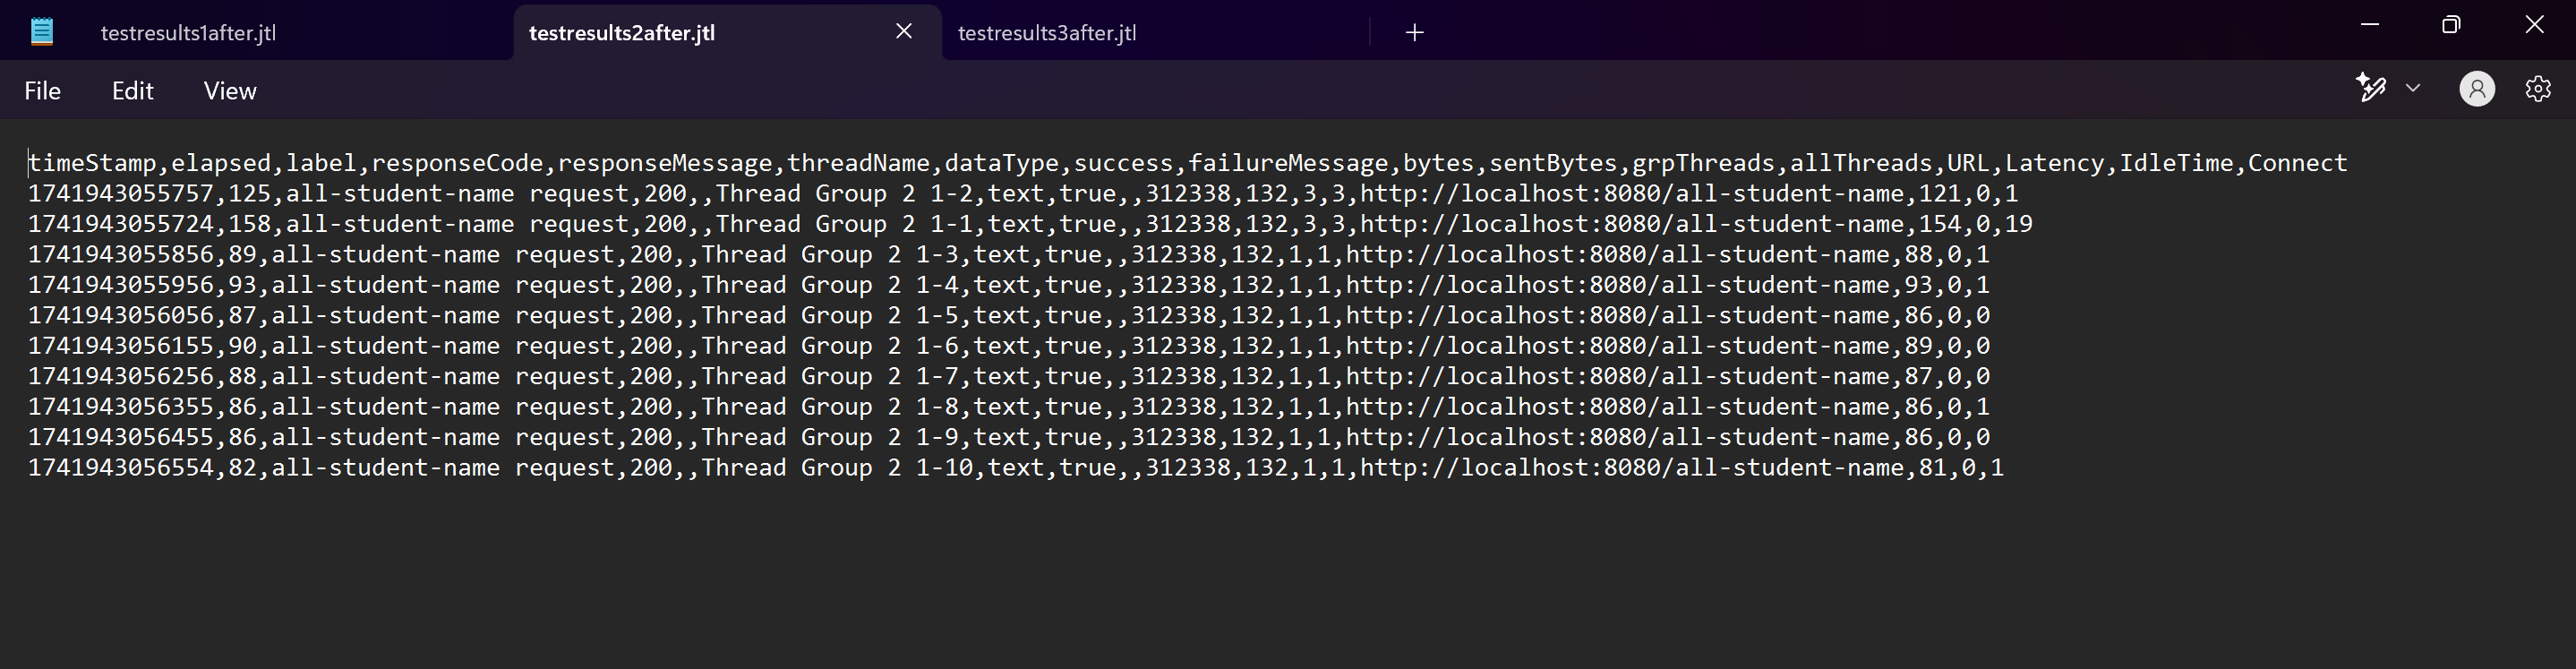 testresults1after.jtl
testresults2after.jtl
testresults3after.jtl
File Edit View
timeStamp,elapsed,label,responseCode,responseMessage,threadName,dataType,success,failureMessage,bytes,sentBytes,grpThreads,allThreads,URL,Latency,IdleTime,Connect
1741943055757,125,all-student-name request,200,,Thread Group 2 1-2,text,true,,312338,132,3,3,http://localhost:8080/all-student-name,121,0,1
1741943055724,158,all-student-name request,200,,Thread Group 2 1-1,text,true,,312338,132,3,3,http://localhost:8080/all-student-name,154,0,19
1741943055856,89,all-student-name request,200,,Thread Group 2 1-3,text,true,,312338,132,1,1,http://localhost:8080/all-student-name,88,0,1
1741943055956,93,all-student-name request,200,,Thread Group 2 1-4,text,true,,312338,132,1,1,http://localhost:8080/all-student-name,93,0,1
1741943056056,87,all-student-name request,200,,Thread Group 2 1-5,text,true,,312338,132,1,1,http://localhost:8080/all-student-name,86,0,0
1741943056155,90,all-student-name request,200,,Thread Group 2 1-6,text,true,,312338,132,1,1,http://localhost:8080/all-student-name,89,0,0
1741943056256,88,all-student-name request,200,,Thread Group 2 1-7,text,true,,312338,132,1,1,http://localhost:8080/all-student-name,87,0,0
1741943056355,86,all-student-name request,200,,Thread Group 2 1-8,text,true,,312338,132,1,1,http://localhost:8080/all-student-name,86,0,1
1741943056455,86,all-student-name request,200,,Thread Group 2 1-9,text,true,,312338,132,1,1,http://localhost:8080/all-student-name,86,0,0
1741943056554,82,all-student-name request,200,,Thread Group 2 1-10,text,true,,312338,132,1,1,http://localhost:8080/all-student-name,81,0,1